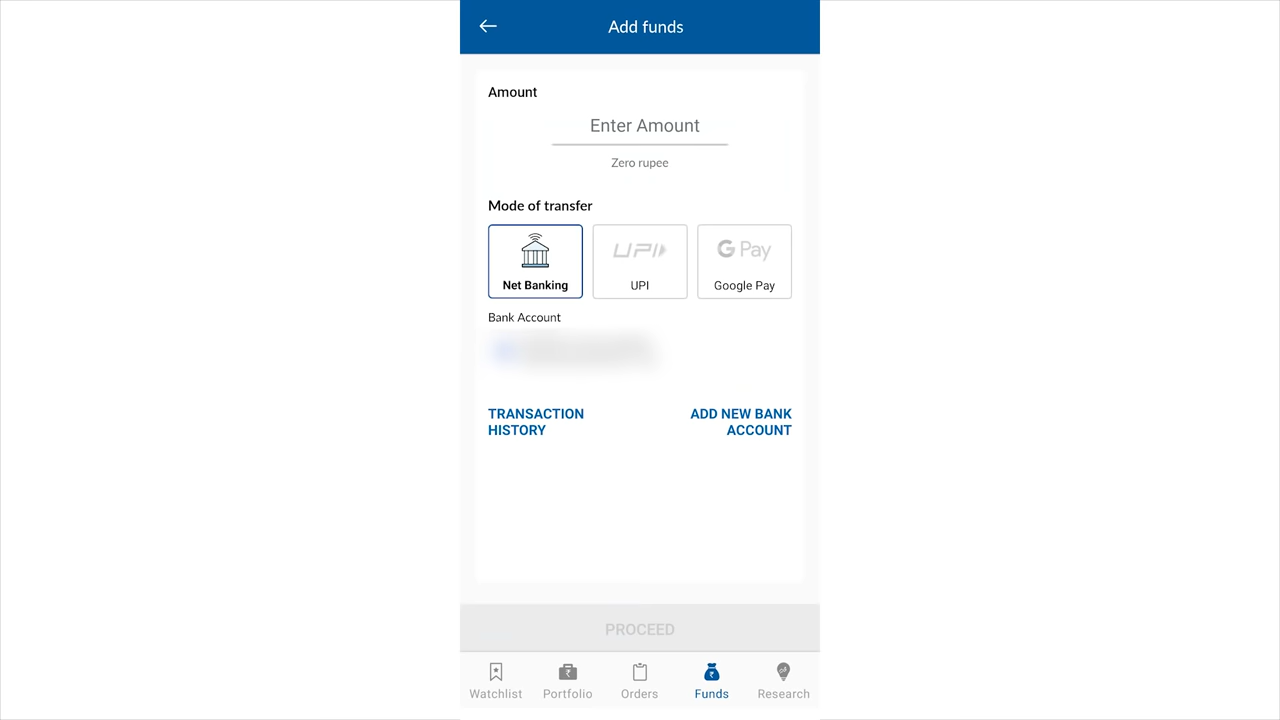 Add funds
Amount
Enter Amount
Zero rupee
Mode of transfer
UPI
G Pay
Net Banking
UPI
Google Pay
Bank Account
TRANSACTION
HISTORY
ADD NEW BANK
ACCOUNT
PROCEED
Watchlist
Portfolio
Orders
Funds
Research